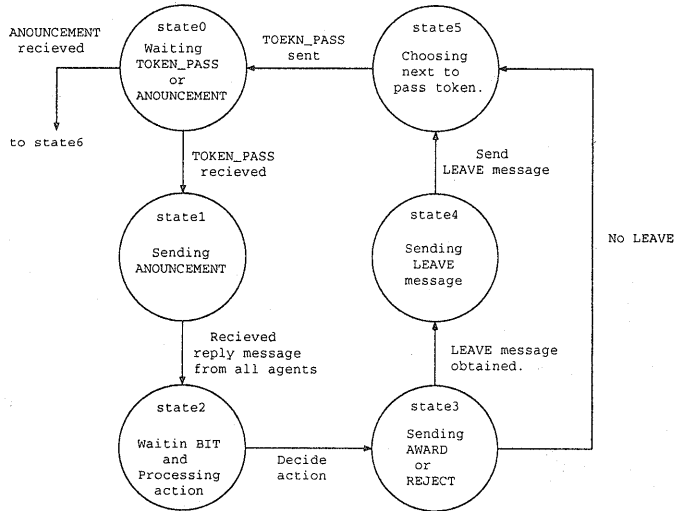 ANOUNCEMENT
recieved
to state6
state0
Waiting
TOKEN_PASS
or
ANOUNCEMENT
TOEKN_PASS
sent
state5
Choosing
next to
pass token.
TOKEN_PASS
recieved
Send
LEAVE message
state1
Sending
ANOUNCEMENT
state4
Sending
LEAVE
message
No LEAVE
Recieved
reply message
from all agents
LEAVE message
obtained.
state2
Waitin BIT
and
Processing
action
Decide
action
state3
Sending
AWARD
or
REJECT